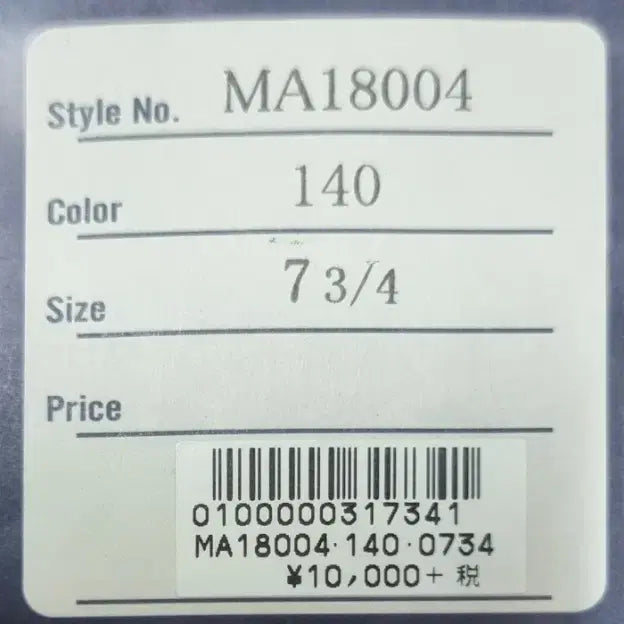 Style No. MA18004
Color 140
Size 7 3/4
Price
0100000317341
MA18004·140·0734
¥10,000+ 税